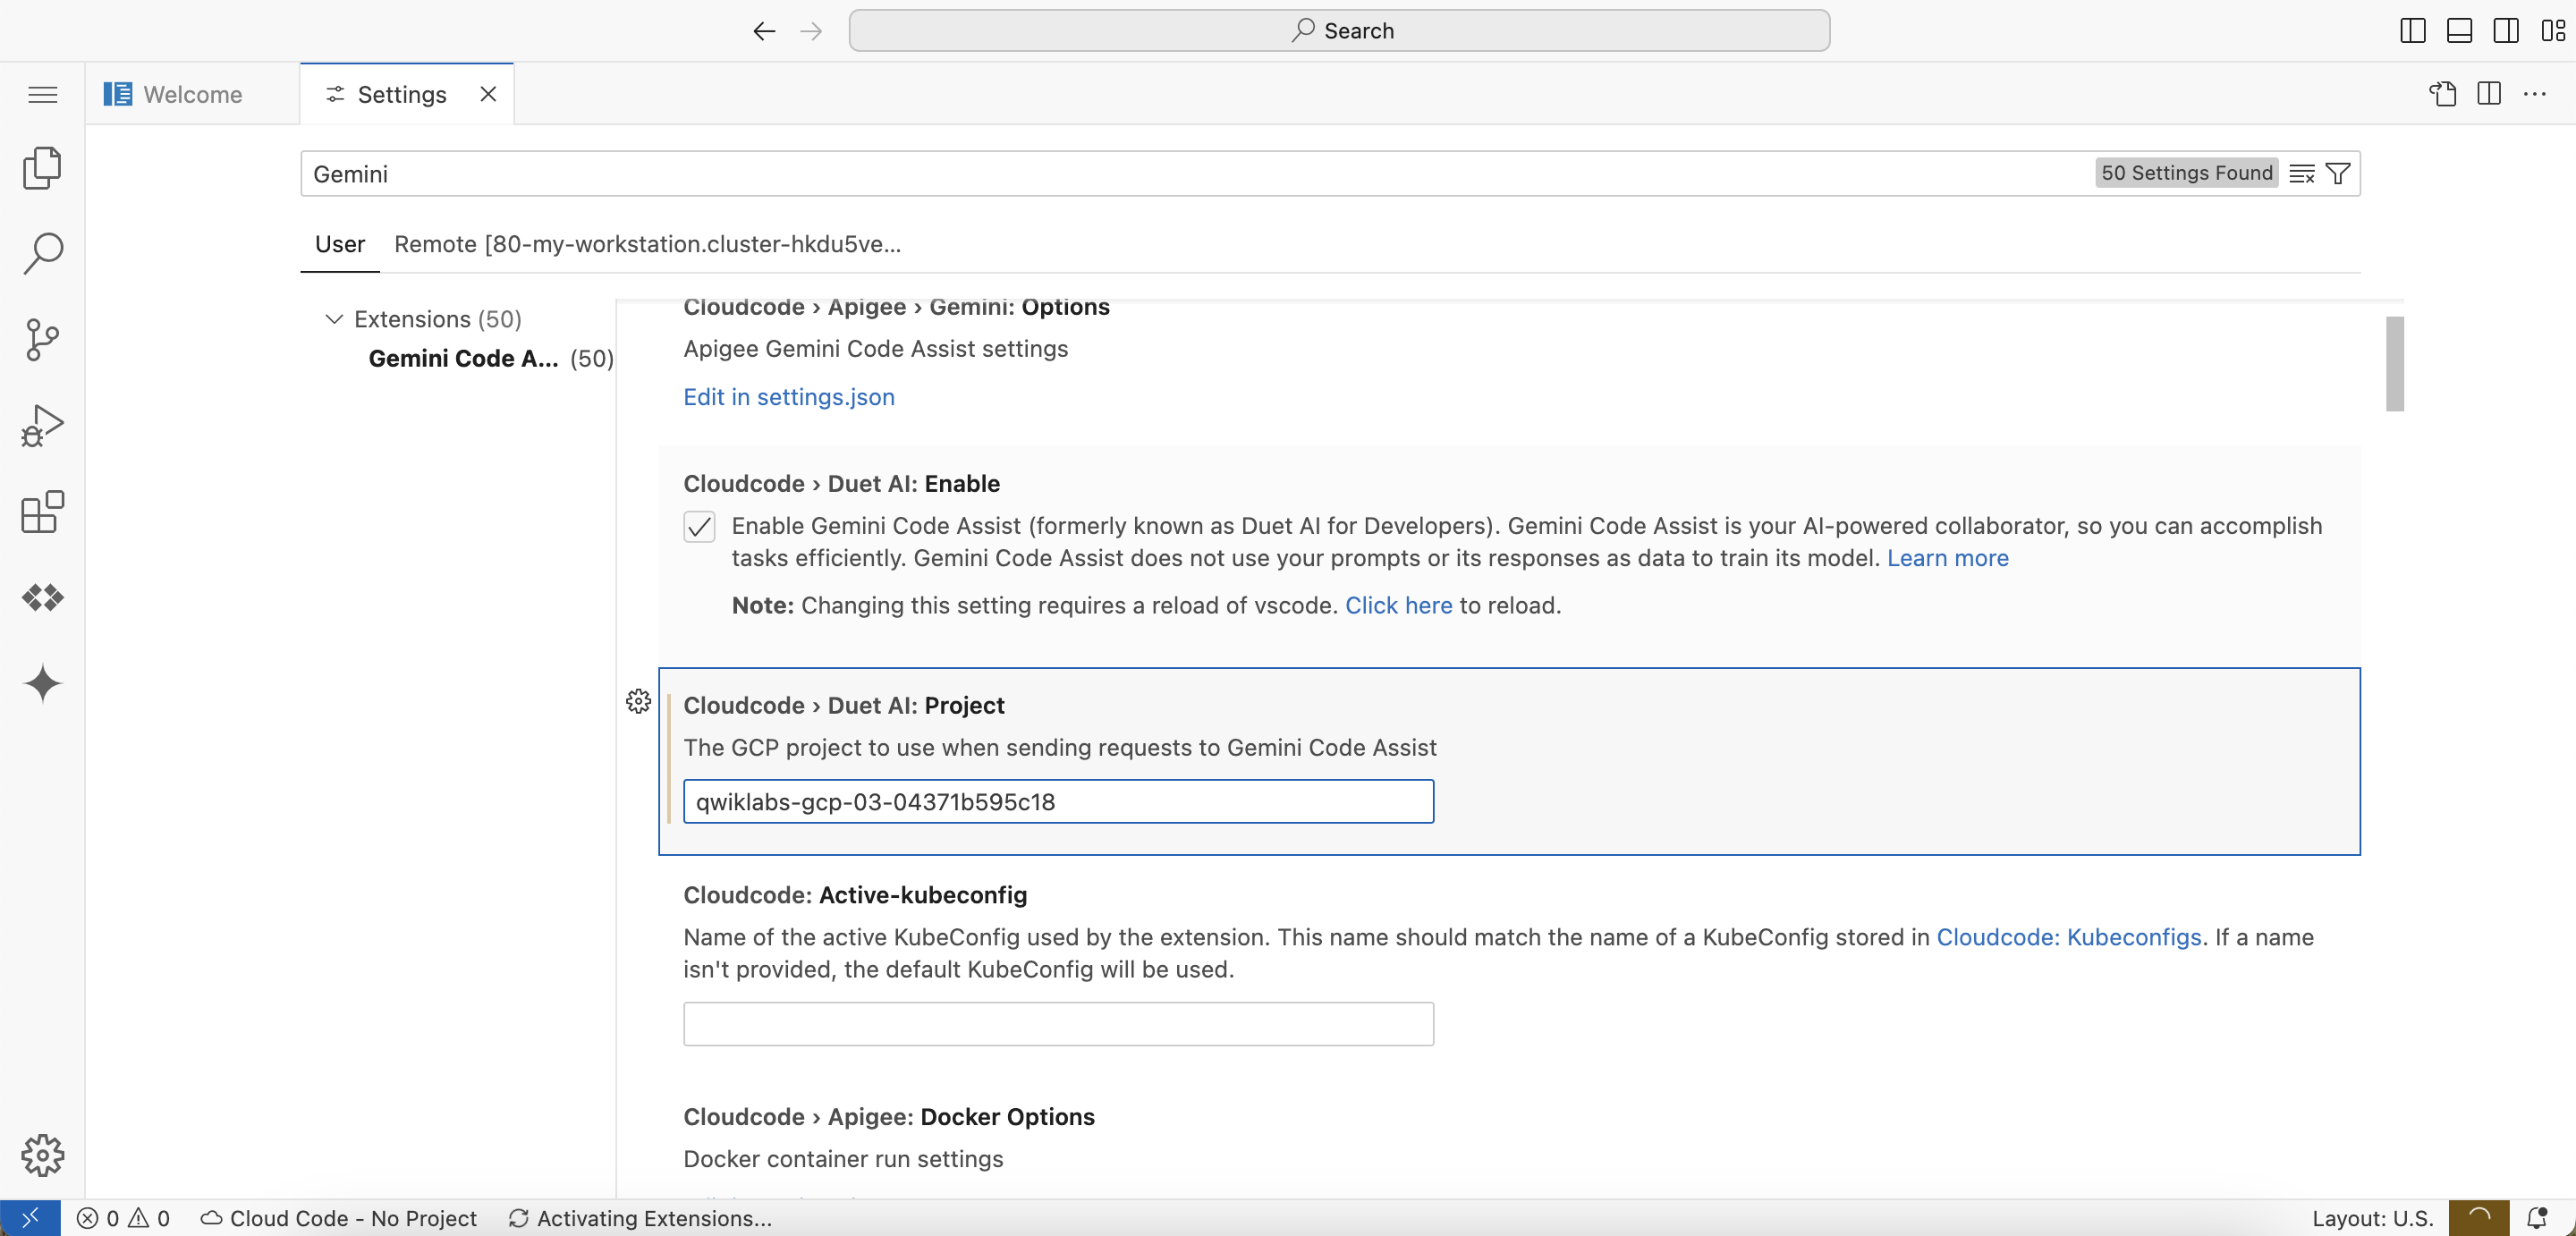 Search
Welcome
Settings
Gemini
50 Settings Found
User
Remote [80-my-workstation.cluster-hkdu5ve...
Extensions (50)
Gemini Code A... (50)
Cloudcode › Apigee › Gemini: Options
Apigee Gemini Code Assist settings
Edit in settings.json
Cloudcode › Duet AI: Enable
Enable Gemini Code Assist (formerly known as Duet AI for Developers). Gemini Code Assist is your AI-powered collaborator, so you can accomplish
tasks efficiently. Gemini Code Assist does not use your prompts or its responses as data to train its model. Learn more
Note: Changing this setting requires a reload of vscode. Click here to reload.
Cloudcode › Duet AI: Project
The GCP project to use when sending requests to Gemini Code Assist
qwiklabs-gcp-03-04371b595c18
Cloudcode: Active-kubeconfig
Name of the active KubeConfig used by the extension. This name should match the name of a KubeConfig stored in Cloudcode: Kubeconfigs. If a name
isn't provided, the default KubeConfig will be used.
Cloudcode › Apigee: Docker Options
Docker container run settings
0 0 Cloud Code - No Project Activating Extensions...
Layout: U.S.